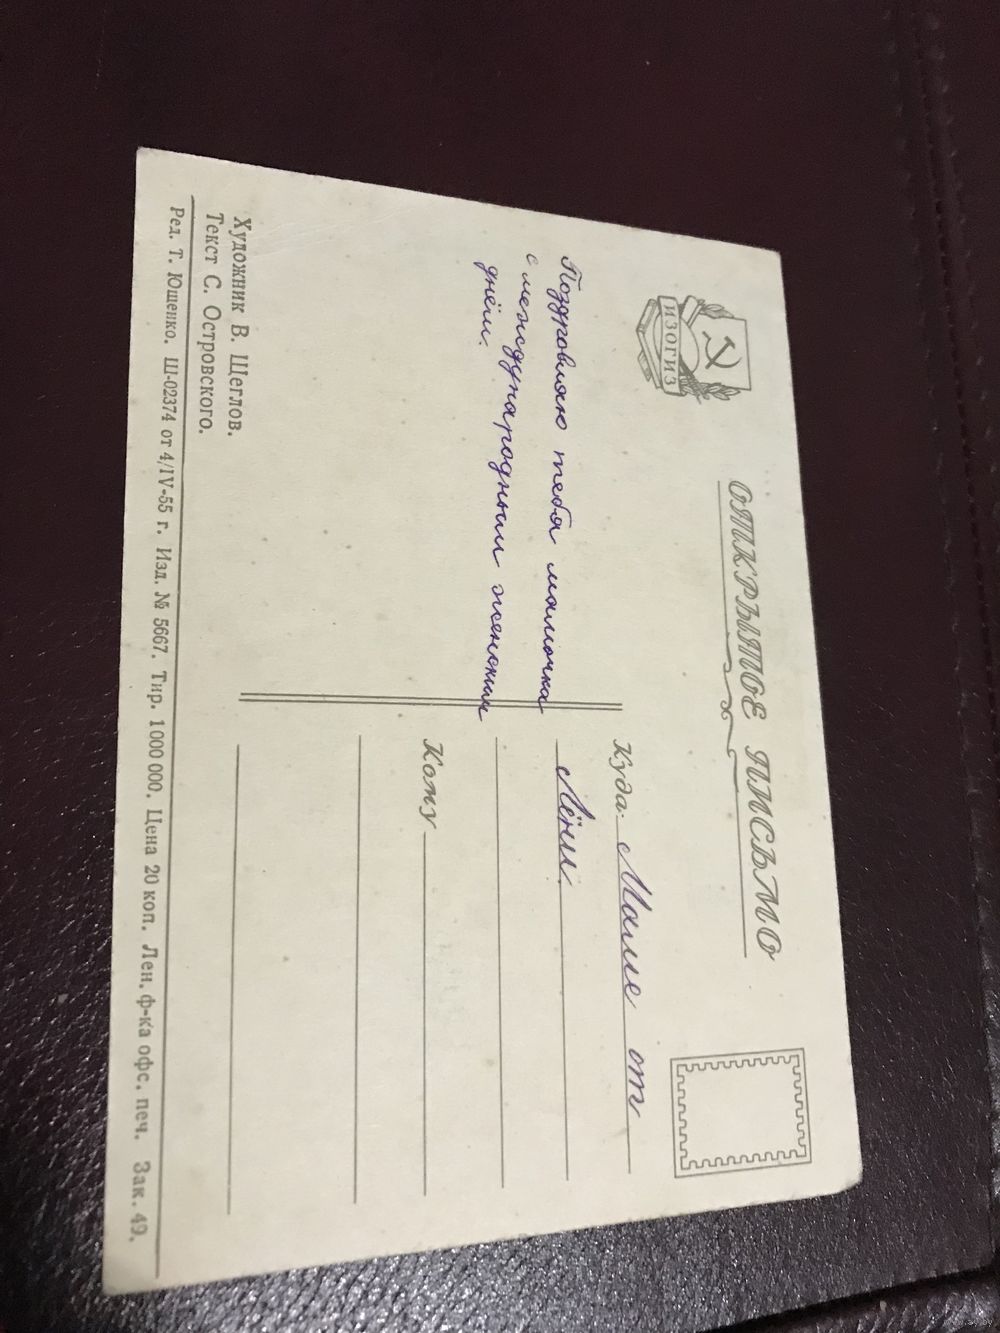 ОТКРЫТОЕ ПИСЬМО
ИЗОГИЗ
Поздравляю тебя мамочка
с международным женским
днём.
Куда: Маме от
Лёни.
Кому
Художник В. Щеглов.
Текст С. Островского.
Ред. Т. Ющенко. Ш-02374 от 4/IV-55 г. Изд. № 5667. Тир. 1 000 000. Цена 20 коп. Лен. ф-ка офс. печ. Зак. 49.